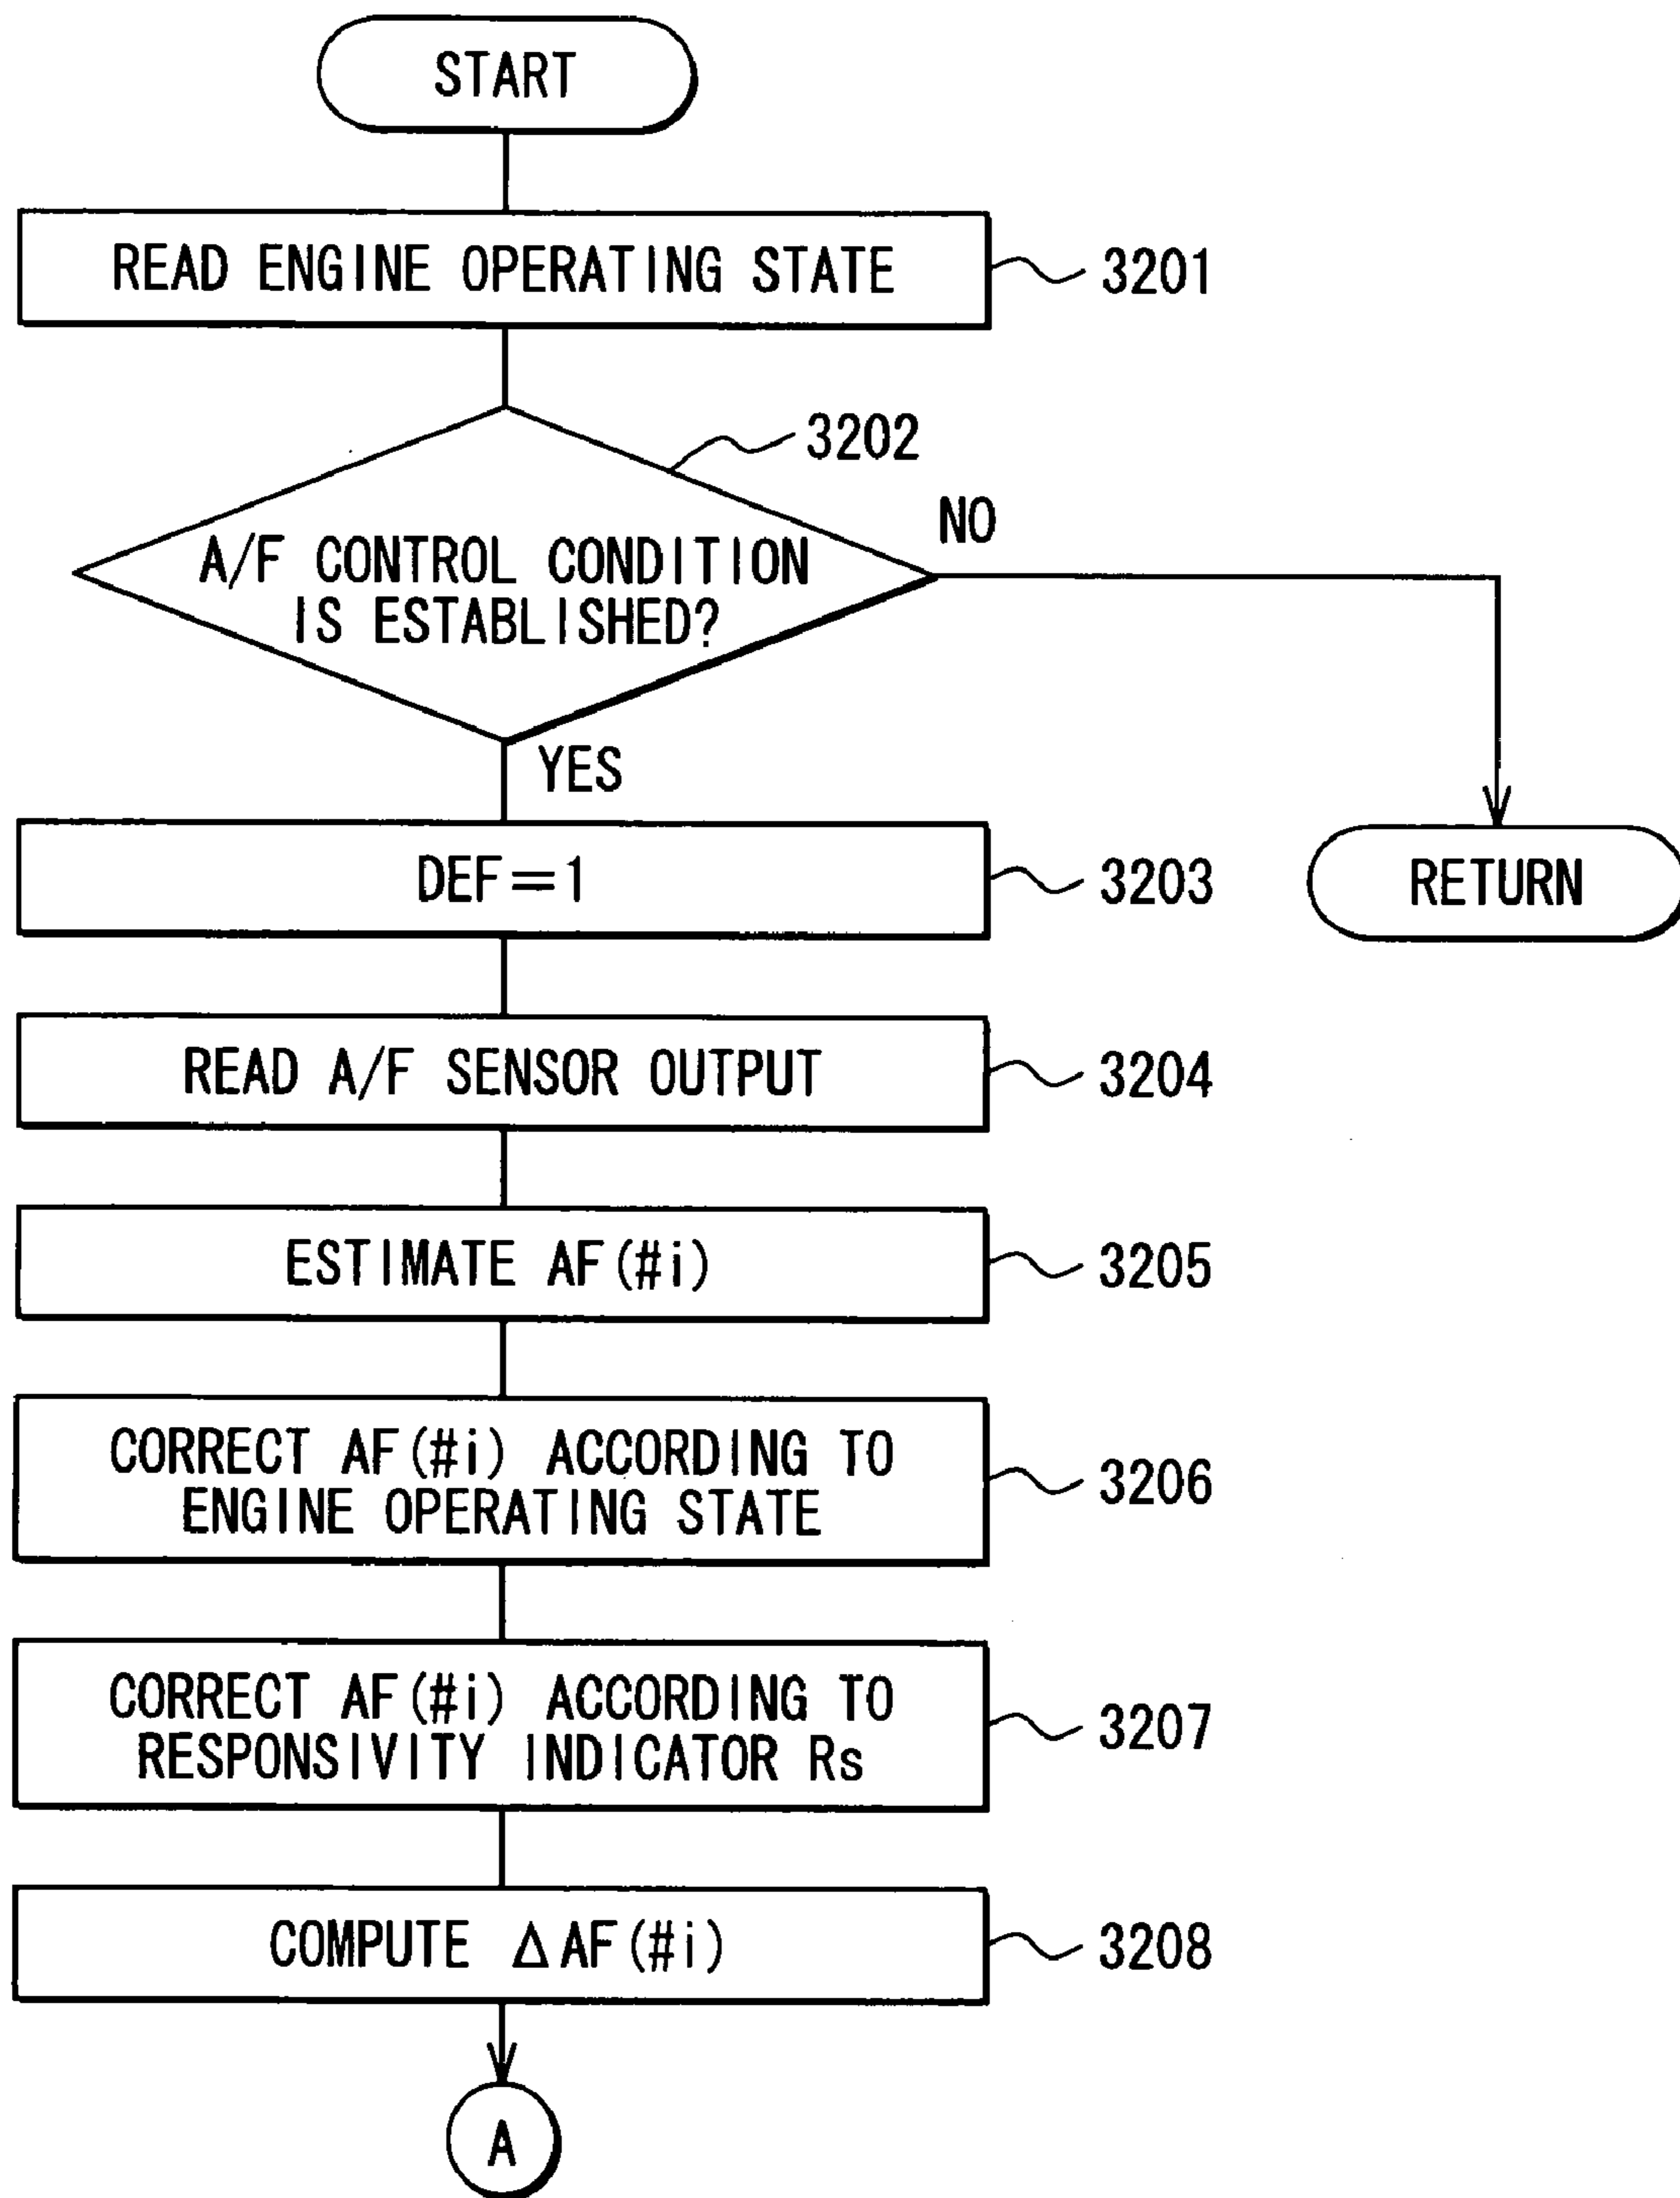 START
READ ENGINE OPERATING STATE
3201
3202
A/F CONTROL CONDITION
IS ESTABLISHED?
NO
YES
DEF=1
3203
RETURN
READ A/F SENSOR OUTPUT
3204
ESTIMATE AF(#i)
3205
CORRECT AF(#i) ACCORDING TO
ENGINE OPERATING STATE
3206
CORRECT AF(#i) ACCORDING TO
RESPONSIVITY INDICATOR Rs
3207
COMPUTE ΔAF(#i)
3208
A